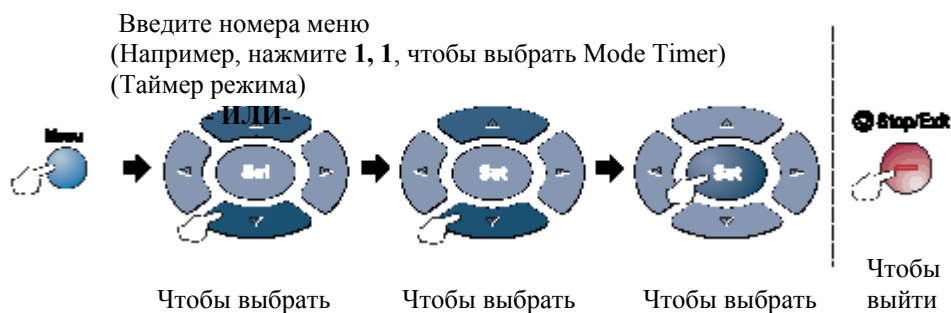 Введите номера меню
(Например, нажмите 1, 1, чтобы выбрать Mode Timer)
(Таймер режима)
- ИЛИ-
Menu
Set
Set
Set
Stop/Exit
Чтобы выбрать
Чтобы выбрать
Чтобы выбрать
Чтобы
выйти